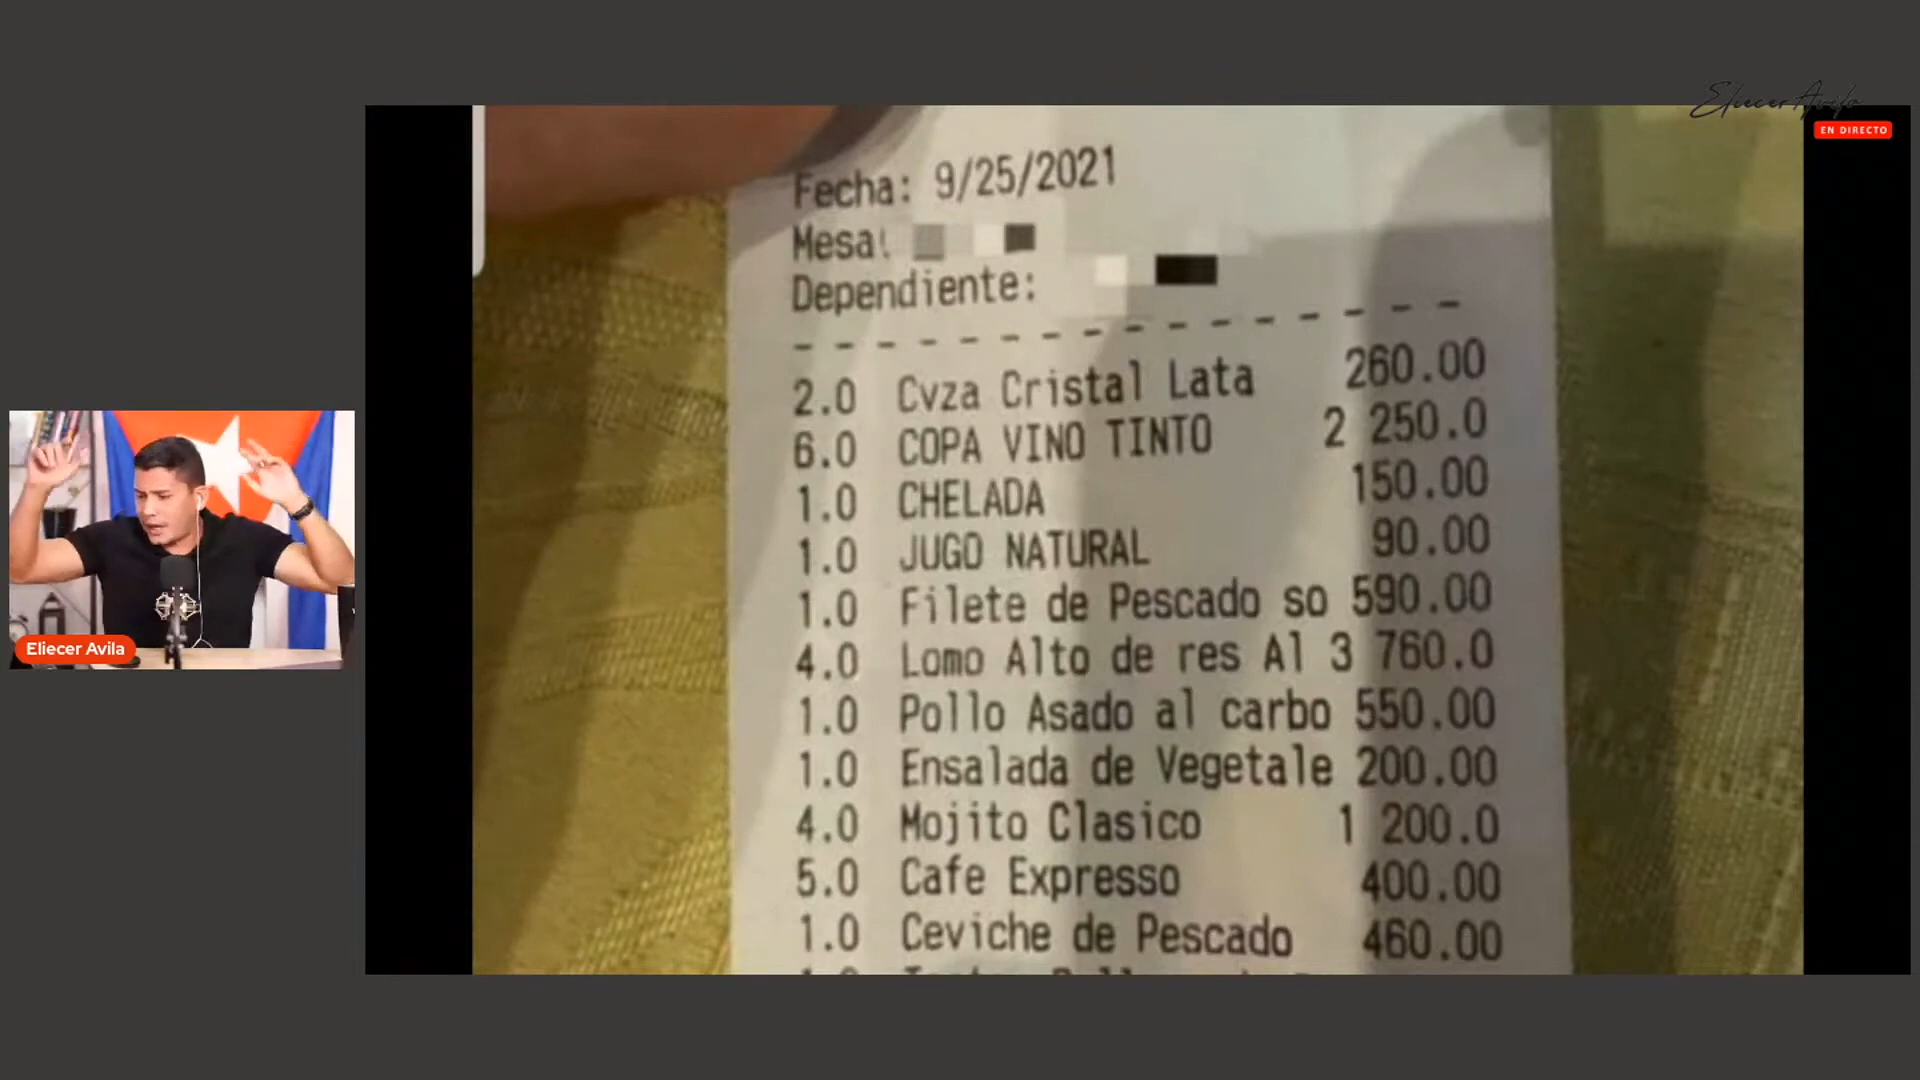 Eliecer Avila
EN DIRECTO
Fecha: 9/25/2021
Mesa:
Dependiente:
- - - - - - - - - - - - - - - - -
2.0 Cvza Cristal Lata 260.00
6.0 COPA VINO TINTO 2 250.0
1.0 CHELADA 150.00
1.0 JUGO NATURAL 90.00
1.0 Filete de Pescado so 590.00
4.0 Lomo Alto de res Al 3 760.0
1.0 Pollo Asado al carbo 550.00
1.0 Ensalada de Vegetale 200.00
4.0 Mojito Clasico 1 200.0
5.0 Cafe Expresso 400.00
1.0 Ceviche de Pescado 460.00
Eliecer Avila